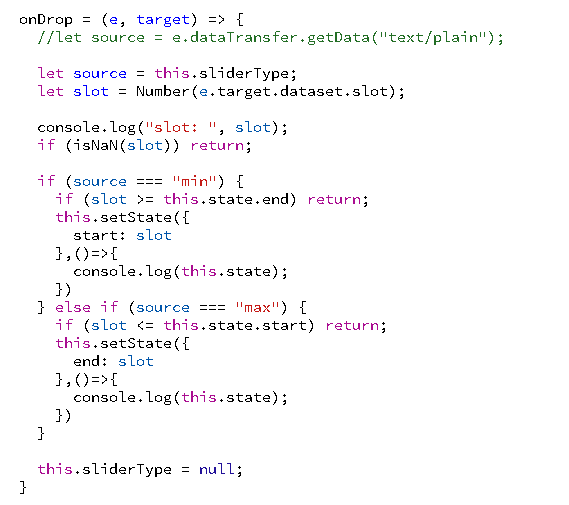 onDrop = (e, target) => {
  //let source = e.dataTransfer.getData("text/plain");

  let source = this.sliderType;
  let slot = Number(e.target.dataset.slot);

  console.log("slot: ", slot);
  if (isNaN(slot)) return;

  if (source === "min") {
    if (slot >= this.state.end) return;
    this.setState({
      start: slot
    },()=>{
      console.log(this.state);
    })
  } else if (source === "max") {
    if (slot <= this.state.start) return;
    this.setState({
      end: slot
    },()=>{
      console.log(this.state);
    })
  }

  this.sliderType = null;
}